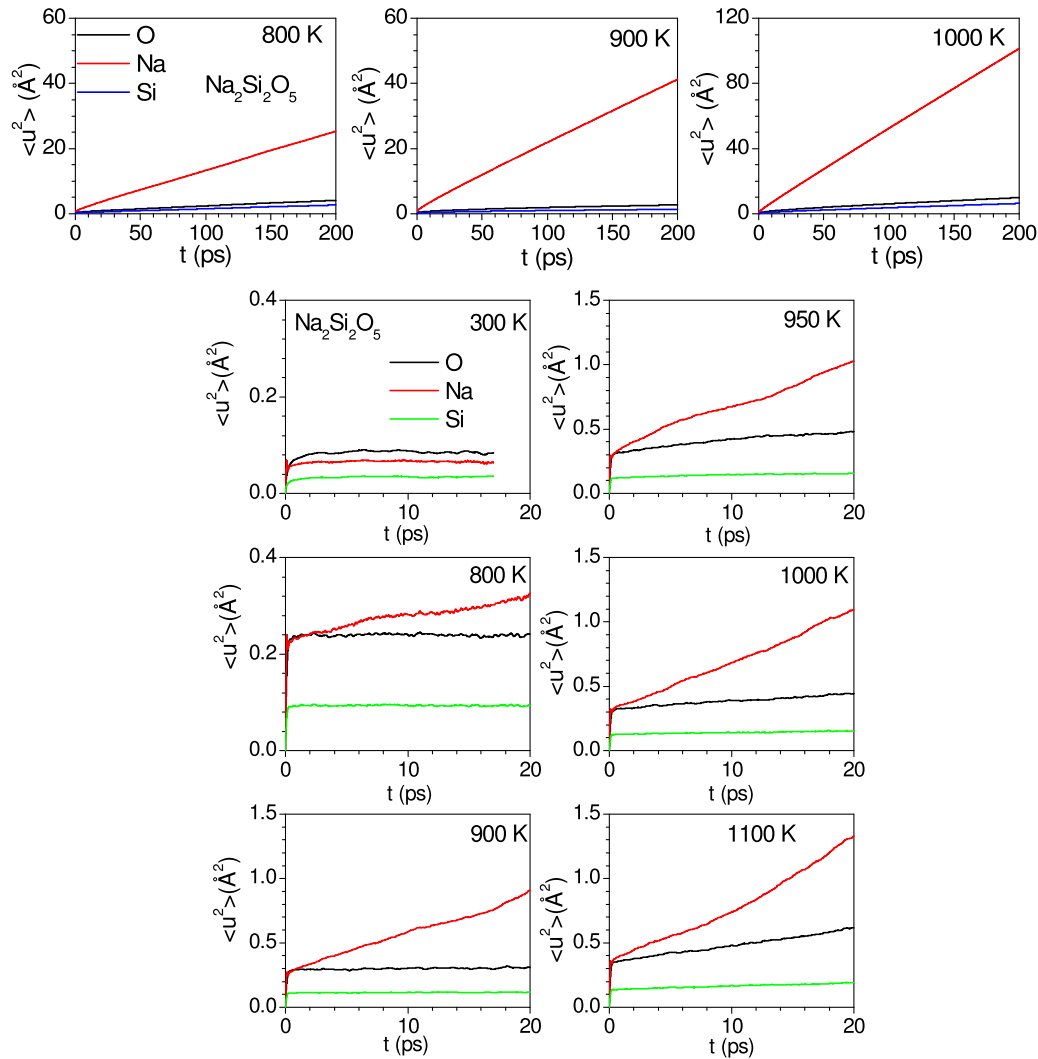 60
40
20
0
<u²> (Å²)
O
Na
Si
800 K
Na₂Si₂O₅
0 50 100 150 200
t (ps)
60
40
20
0
<u²> (Å²)
900 K
0 50 100 150 200
t (ps)
120
80
40
0
<u²> (Å²)
1000 K
0 50 100 150 200
t (ps)
0.4
0.2
0.0
<u²>(Å²)
Na₂Si₂O₅ 300 K
O
Na
Si
0 10 20
t (ps)
1.5
1.0
0.5
0.0
<u²>(Å²)
950 K
0 10 20
t (ps)
0.4
0.2
0.0
<u²>(Å²)
800 K
0 10 20
t (ps)
1.5
1.0
0.5
0.0
<u²>(Å²)
1000 K
0 10 20
t (ps)
1.5
1.0
0.5
0.0
<u²>(Å²)
900 K
0 10 20
t (ps)
1.5
1.0
0.5
0.0
<u²>(Å²)
1100 K
0 10 20
t (ps)